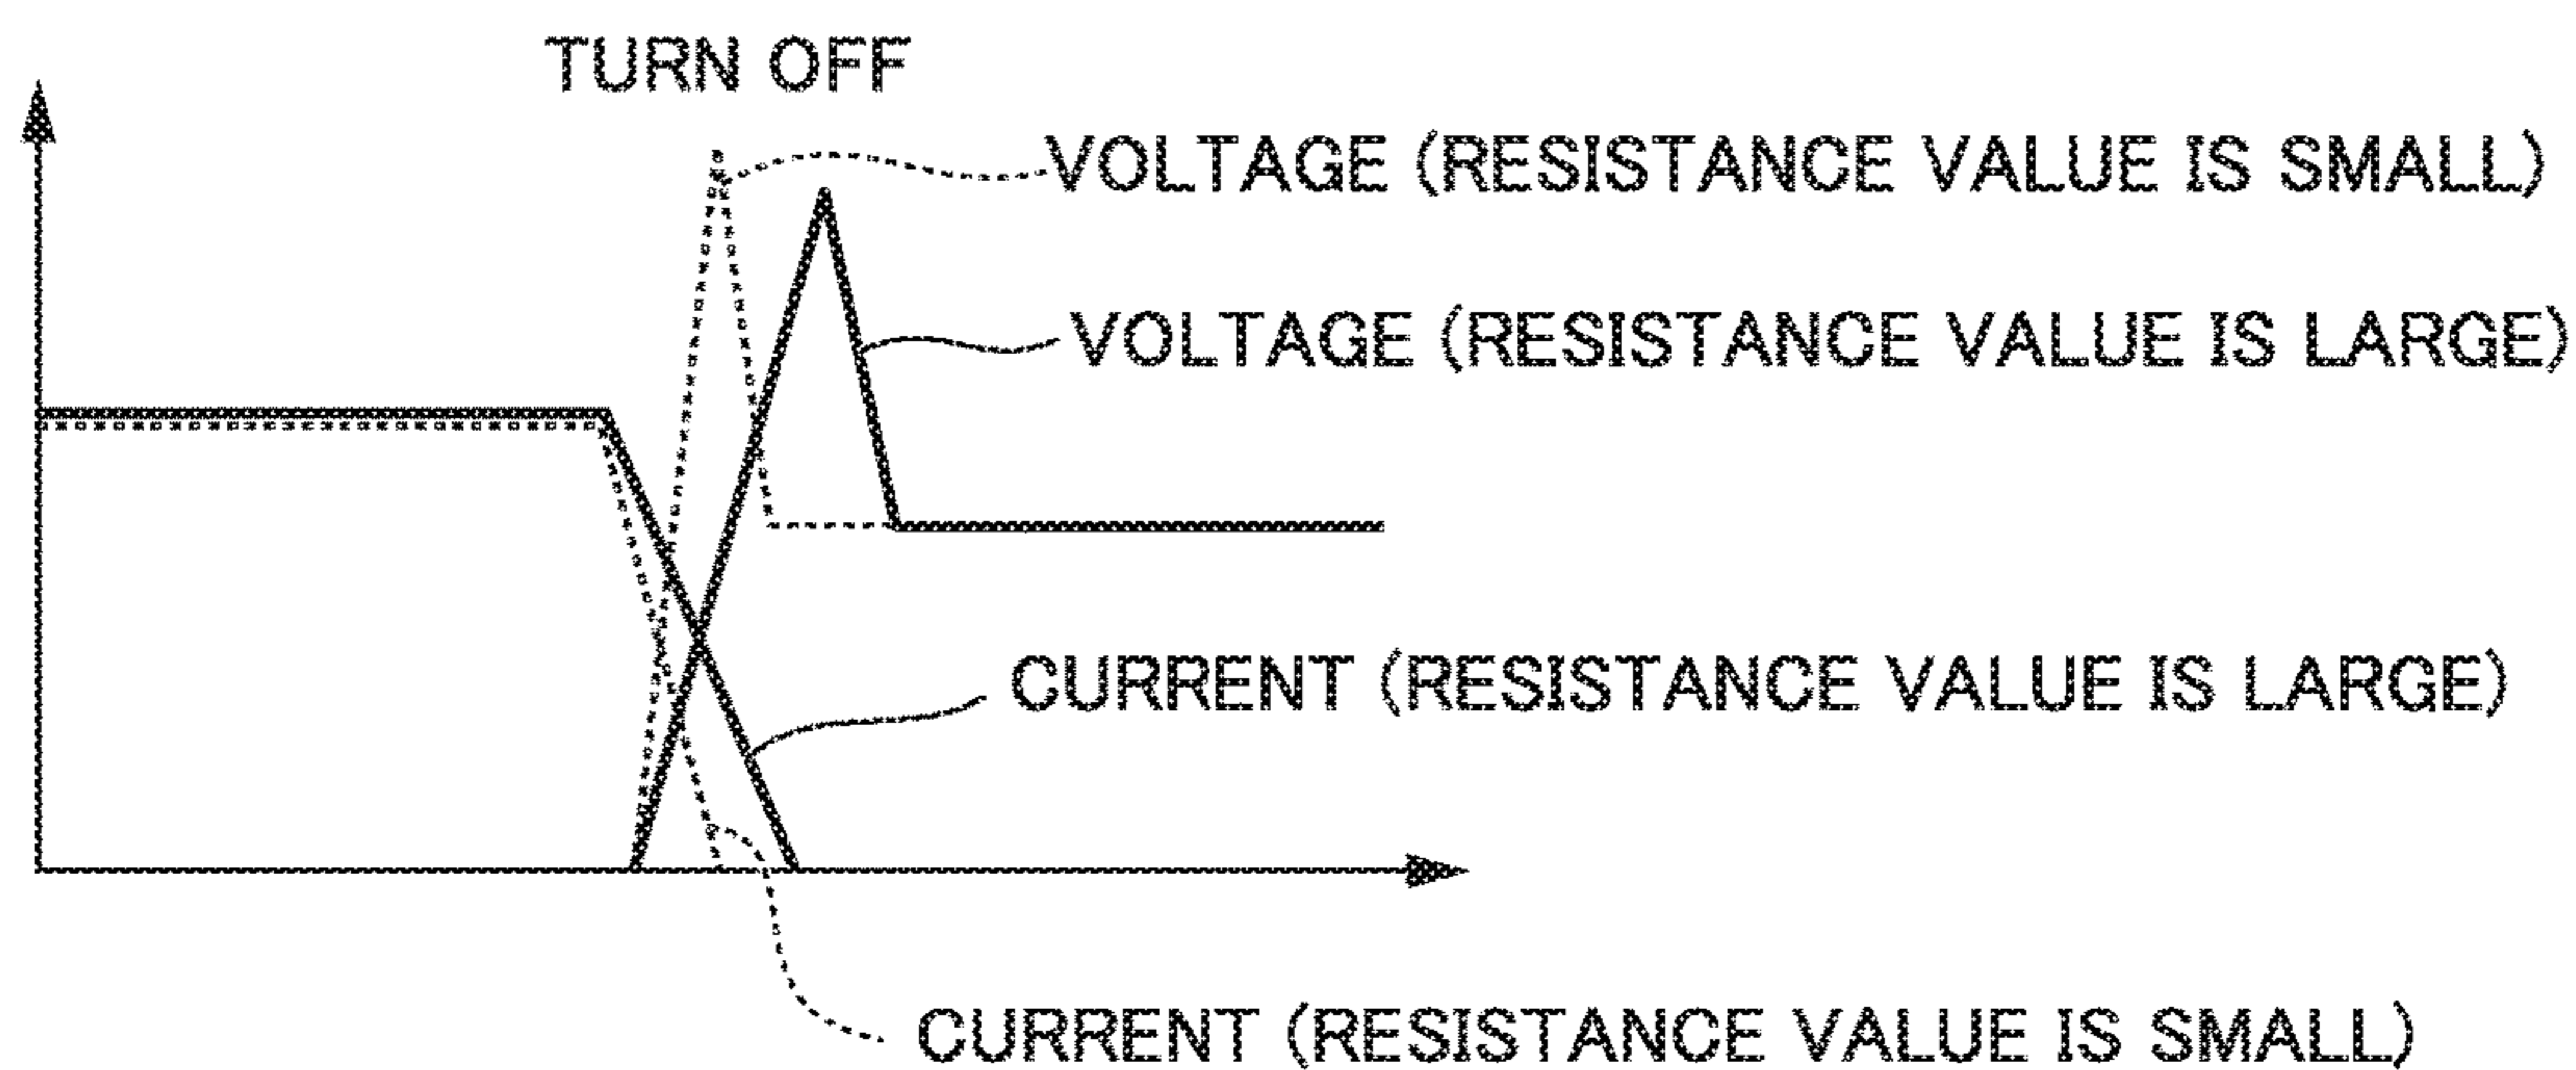 TURN OFF
VOLTAGE (RESISTANCE VALUE IS SMALL)
VOLTAGE (RESISTANCE VALUE IS LARGE)
CURRENT (RESISTANCE VALUE IS LARGE)
CURRENT (RESISTANCE VALUE IS SMALL)